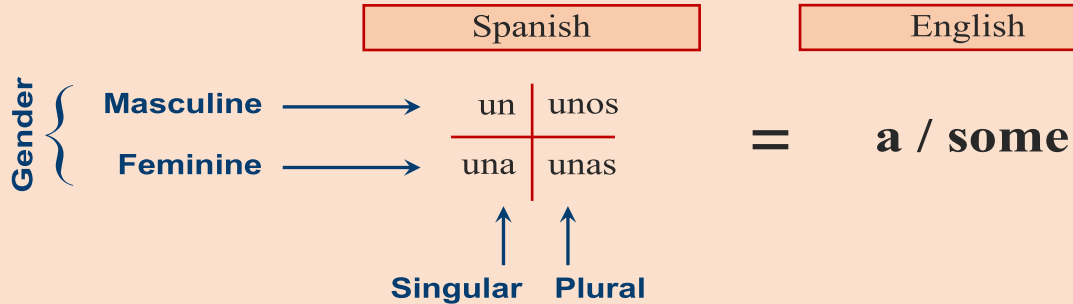 Spanish English
Gender
Masculine un unos
= a / some
Feminine una unas
Singular Plural